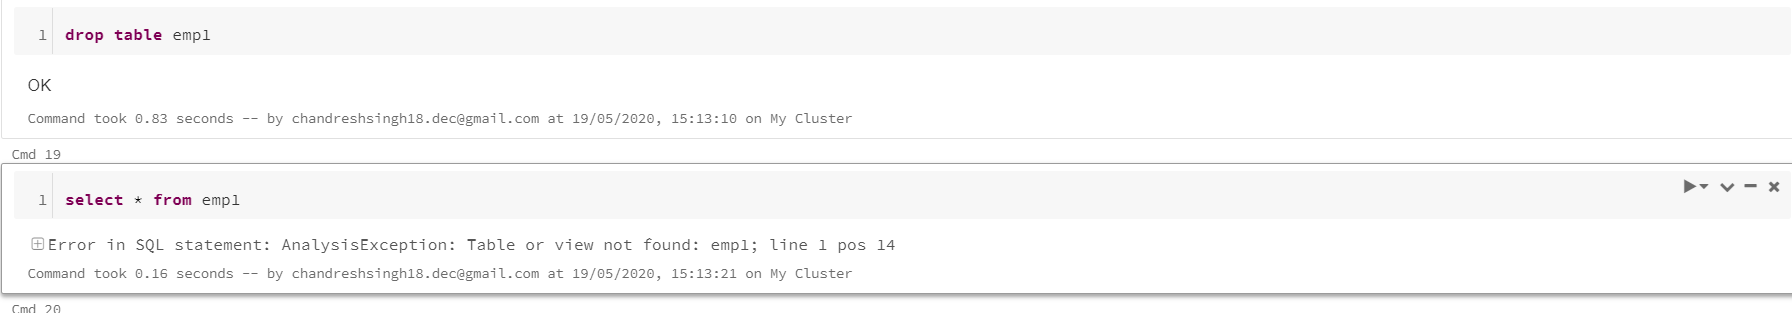 1 drop table emp1
OK
Command took 0.83 seconds -- by chandreshsingh18.dec@gmail.com at 19/05/2020, 15:13:10 on My Cluster
Cmd 19
1 select * from emp1
Error in SQL statement: AnalysisException: Table or view not found: emp1; line 1 pos 14
Command took 0.16 seconds -- by chandreshsingh18.dec@gmail.com at 19/05/2020, 15:13:21 on My Cluster
Cmd 20